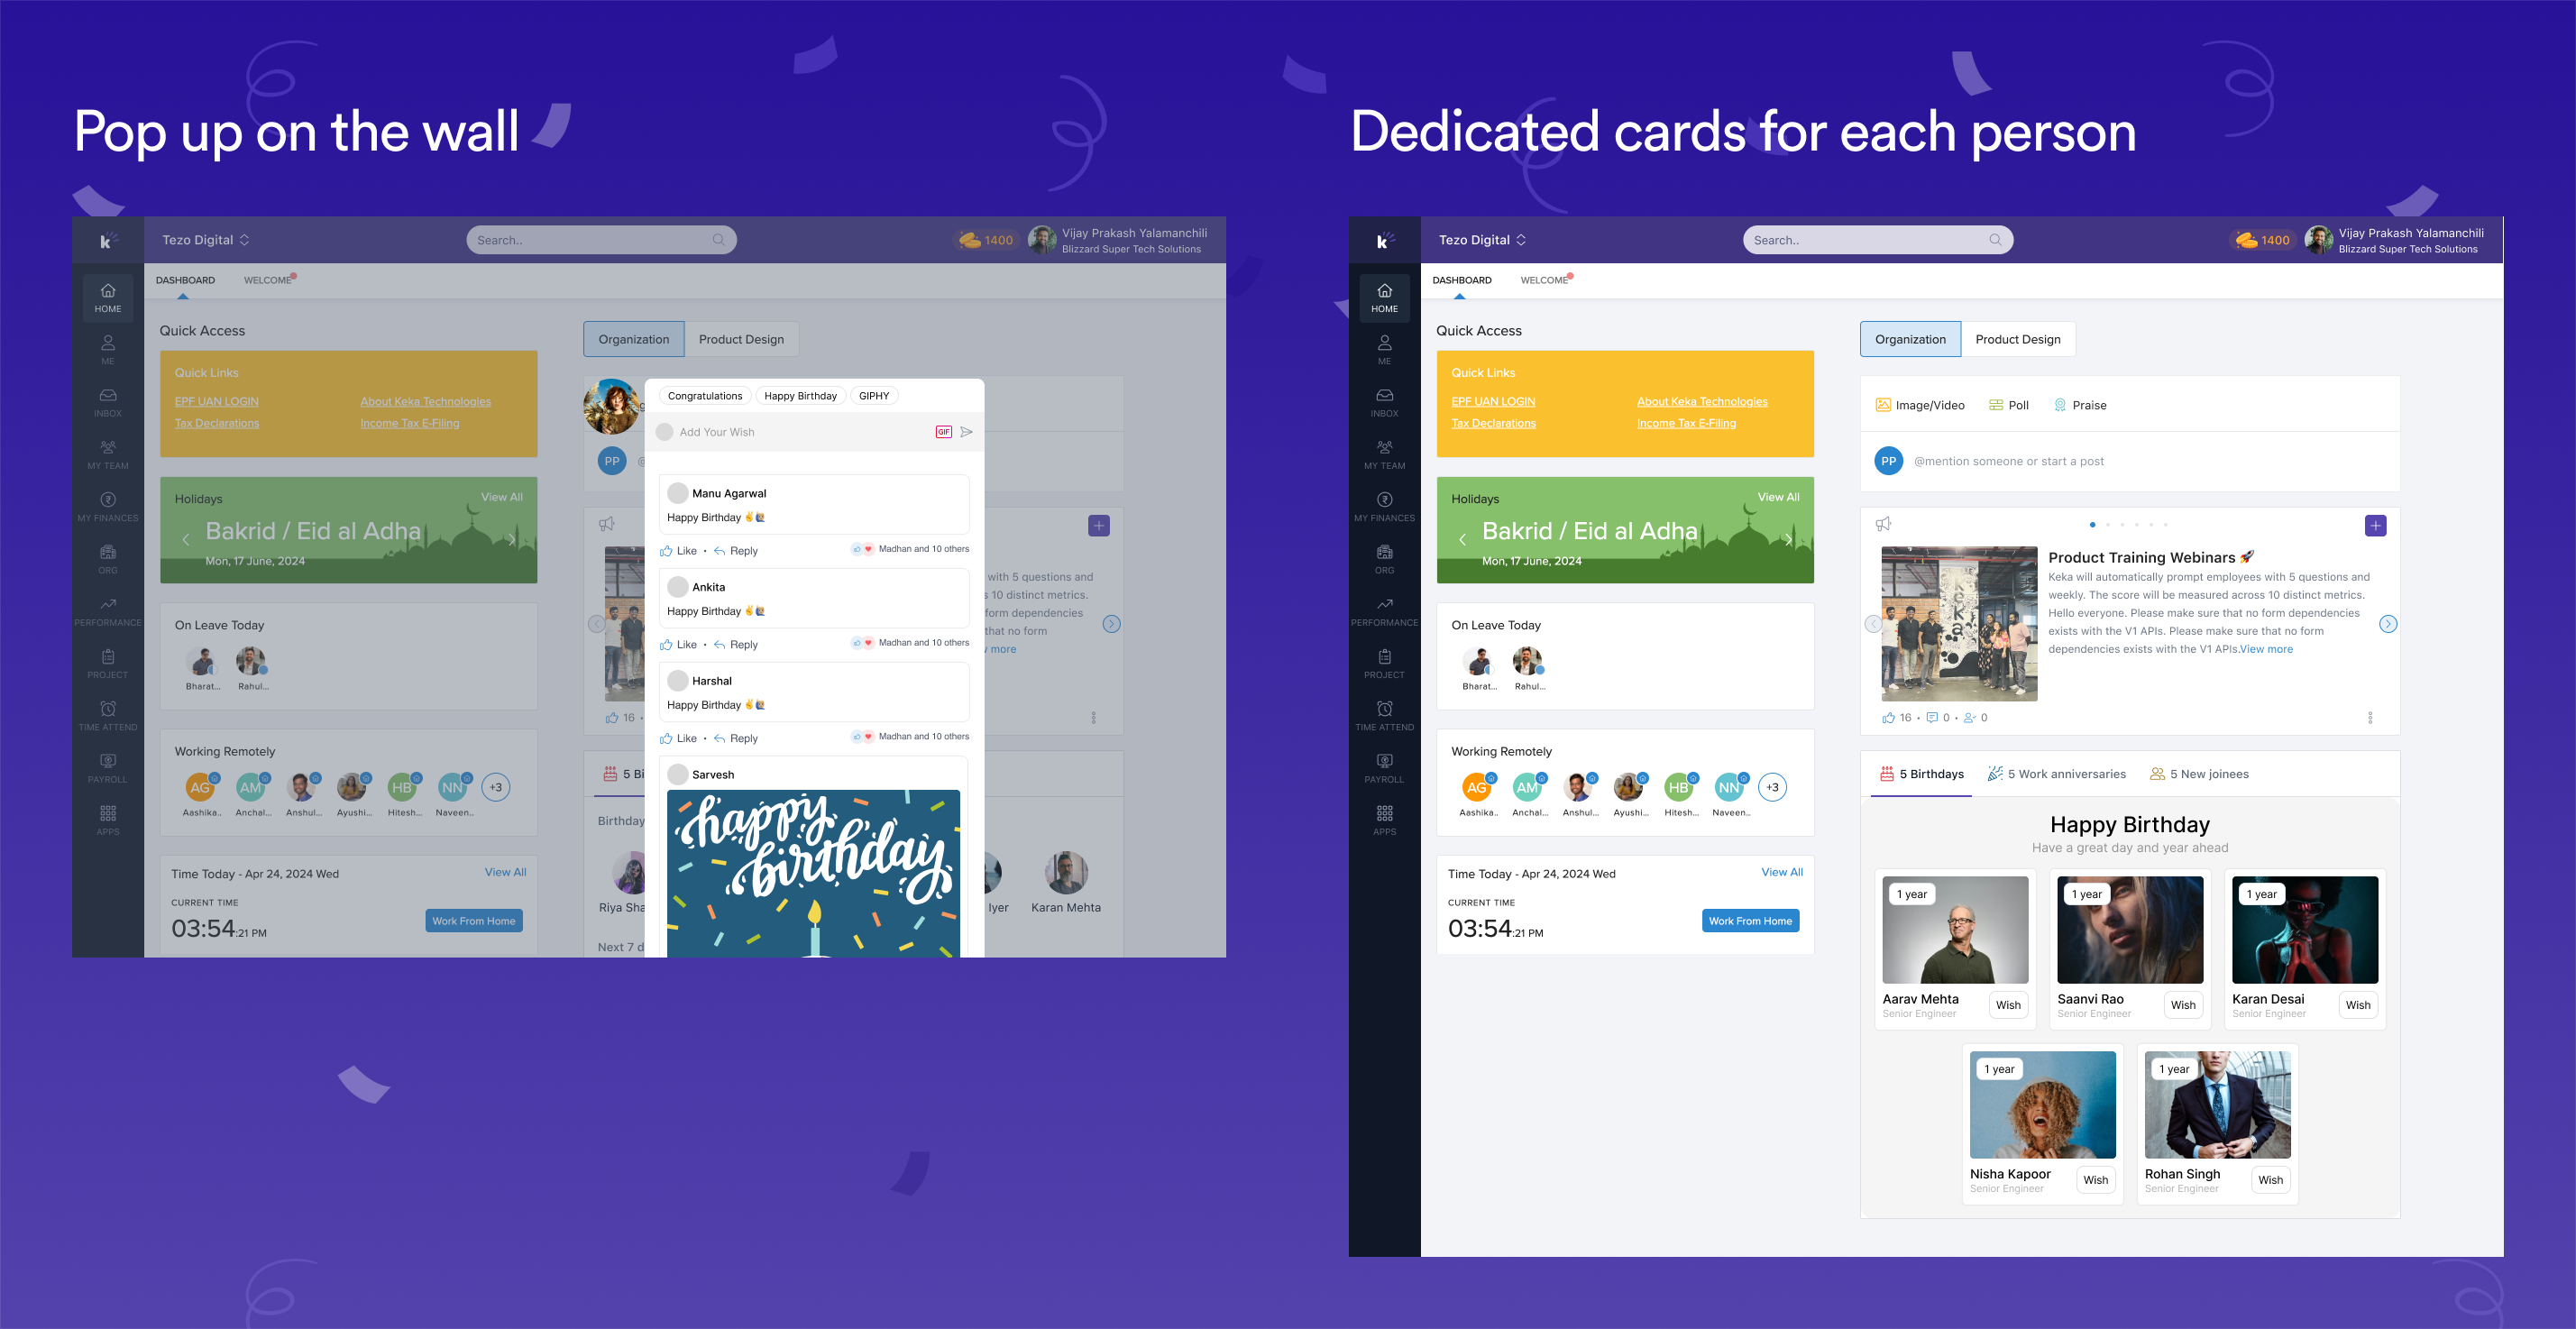 Pop up on the wall
Tezo Digital
Search..
1400
Vijay Prakash Yalamanchili
Blizzard Super Tech Solutions
DASHBOARD
WELCOME
HOME
ME
INBOX
MY TEAM
MY FINANCES
ORG
PERFORMANCE
PROJECT
TIME ATTEND
PAYROLL
APPS
Quick Access
Quick Links
EPF UAN LOGIN
About Keka Technologies
Tax Declarations
Income Tax E-Filing
Holidays
View All
Bakrid / Eid al Adha
Mon, 17 June, 2024
On Leave Today
Bharat...
Rahul...
Working Remotely
AG
AM
HB
NN
+3
Aashika..
Anchal...
Anshul...
Ayushi...
Hitesh...
Naveen..
Time Today - Apr 24, 2024 Wed
View All
CURRENT TIME
03:54:21 PM
Work From Home
Organization
Product Design
PP
@
with 5 questions and
s 10 distinct metrics.
form dependencies
that no form
more
16
5 Bi
Birthday
Riya Sha
Iyer
Karan Mehta
Next 7 d
Congratulations
Happy Birthday
GIPHY
Add Your Wish
GIF
Manu Agarwal
Happy Birthday ✌️🙋🏽
Like • Reply
Madhan and 10 others
Ankita
Happy Birthday ✌️🙋🏽
Like • Reply
Madhan and 10 others
Harshal
Happy Birthday ✌️🙋🏽
Like • Reply
Madhan and 10 others
Sarvesh
happy
birthday
Dedicated cards for each person
Tezo Digital
Search..
1400
Vijay Prakash Yalamanchili
Blizzard Super Tech Solutions
DASHBOARD
WELCOME
HOME
ME
INBOX
MY TEAM
MY FINANCES
ORG
PERFORMANCE
PROJECT
TIME ATTEND
PAYROLL
APPS
Quick Access
Quick Links
EPF UAN LOGIN
About Keka Technologies
Tax Declarations
Income Tax E-Filing
Holidays
View All
Bakrid / Eid al Adha
Mon, 17 June, 2024
On Leave Today
Bharat...
Rahul...
Working Remotely
AG
AM
HB
NN
+3
Aashika..
Anchal...
Anshul...
Ayushi...
Hitesh...
Naveen..
Time Today - Apr 24, 2024 Wed
View All
CURRENT TIME
03:54:21 PM
Work From Home
Organization
Product Design
Image/Video
Poll
Praise
PP
@mention someone or start a post
Product Training Webinars 🚀
Keka will automatically prompt employees with 5 questions and
weekly. The score will be measured across 10 distinct metrics.
Hello everyone. Please make sure that no form dependencies
exists with the V1 APIs. Please make sure that no form
dependencies exists with the V1 APIs.View more
16 • 0 • 0
5 Birthdays
5 Work anniversaries
5 New joinees
Happy Birthday
Have a great day and year ahead
1 year
1 year
1 year
Aarav Mehta
Senior Engineer
Wish
Saanvi Rao
Senior Engineer
Wish
Karan Desai
Senior Engineer
Wish
1 year
1 year
Nisha Kapoor
Senior Engineer
Wish
Rohan Singh
Senior Engineer
Wish